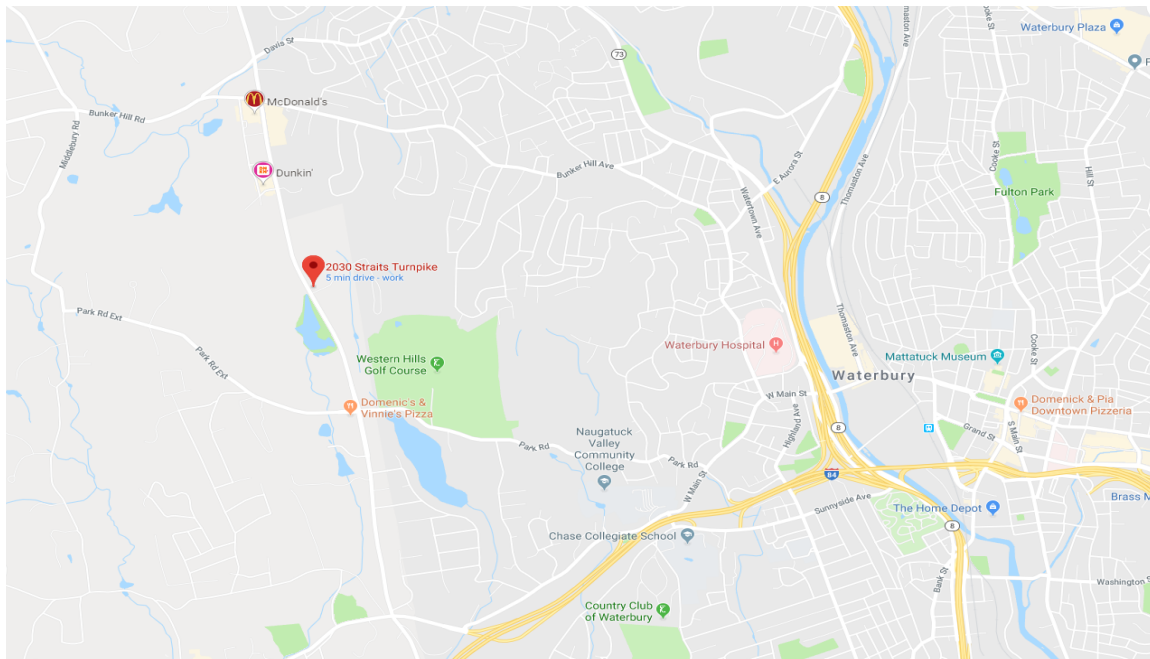 Waterbury Plaza
Thomaston Ave
Cooke St
Davis St
73
F
McDonald's
Bunker Hill Rd
Middlebury Rd
Dunkin'
Bunker Hill Ave
E Aurora St
Thomaston Ave
Cooke St
Hill St
Watertown Ave
8
Fulton Park
2030 Straits Turnpike
5 min drive - work
Park Rd Ext
Thomaston Ave
Park Rd Ext
Waterbury Hospital
Cooke St
Mattatuck Museum
Western Hills
Golf Course
Waterbury
W Main St
Domenic's &
Vinnie's Pizza
Highland Ave
Domenick & Pia
Downtown Pizzeria
8
Grand St
S Main St
Naugatuck
Valley
Community
College
Park Rd
Park Rd
W Main St
84
Sunnyside Ave
Brass M
The Home Depot
8
Chase Collegiate School
Bank St
Washington S
Country Club
of Waterbury